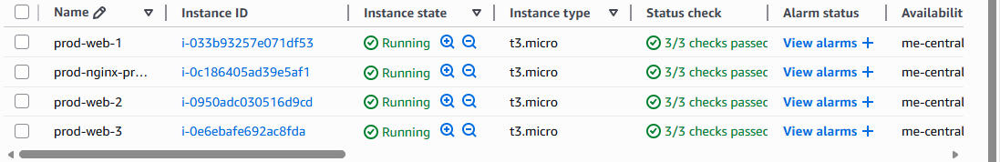 Name Instance ID Instance state Instance type Status check Alarm status Availabilit
prod-web-1 i-033b93257e071df53 Running t3.micro 3/3 checks passec View alarms + me-central
prod-nginx-pr... i-0c186405ad39e5af1 Running t3.micro 3/3 checks passec View alarms + me-central
prod-web-2 i-0950adc030516d9cd Running t3.micro 3/3 checks passec View alarms + me-central
prod-web-3 i-0e6ebafe692ac8fda Running t3.micro 3/3 checks passec View alarms + me-central